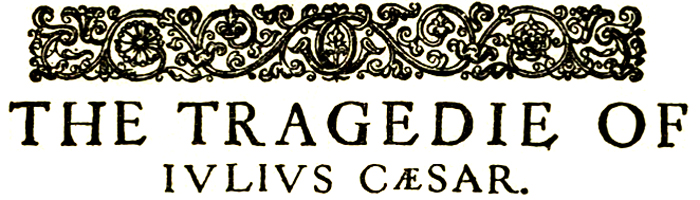 THE TRAGEDIE OF
IVLIVS CÆSAR.